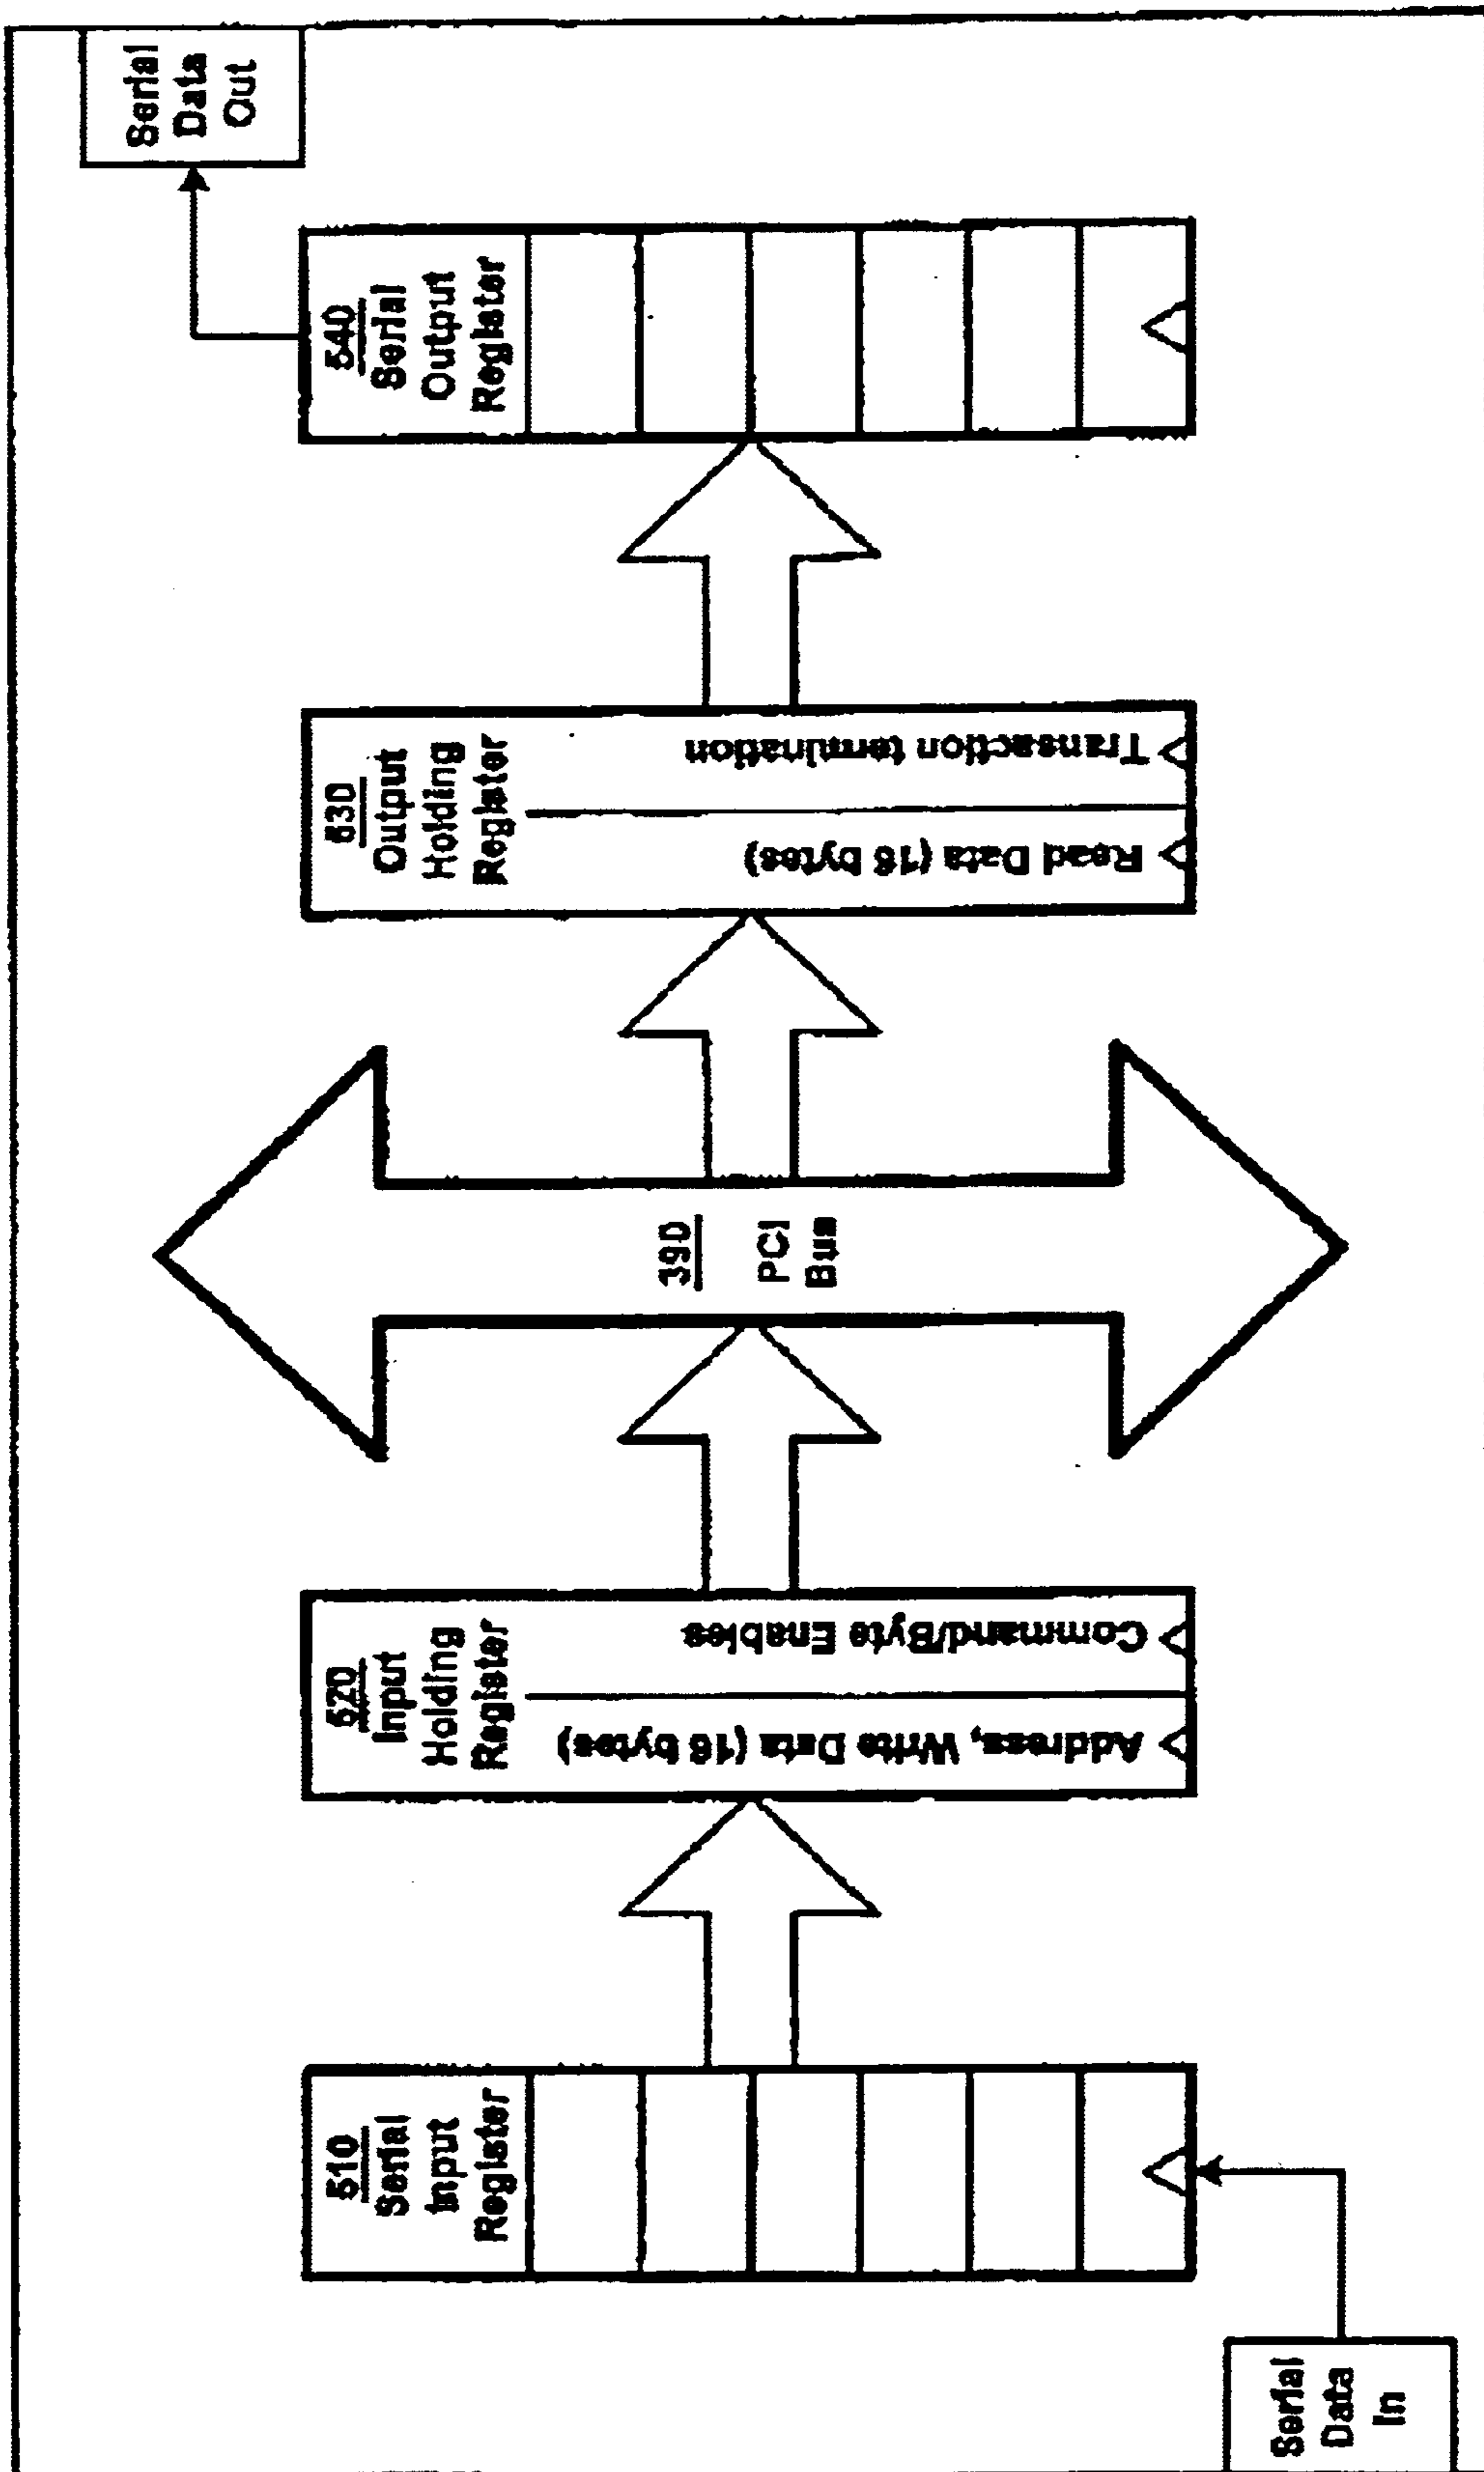 Serial
Data
In
510
Serial
Input
Register
520
Input
Holding
Register
Address, Write Data (16 bytes)
Command/Byte Enables
390
PCI
Bus
530
Output
Holding
Register
Read Data (16 bytes)
Transaction termination
540
Serial
Output
Register
Serial
Data
Out